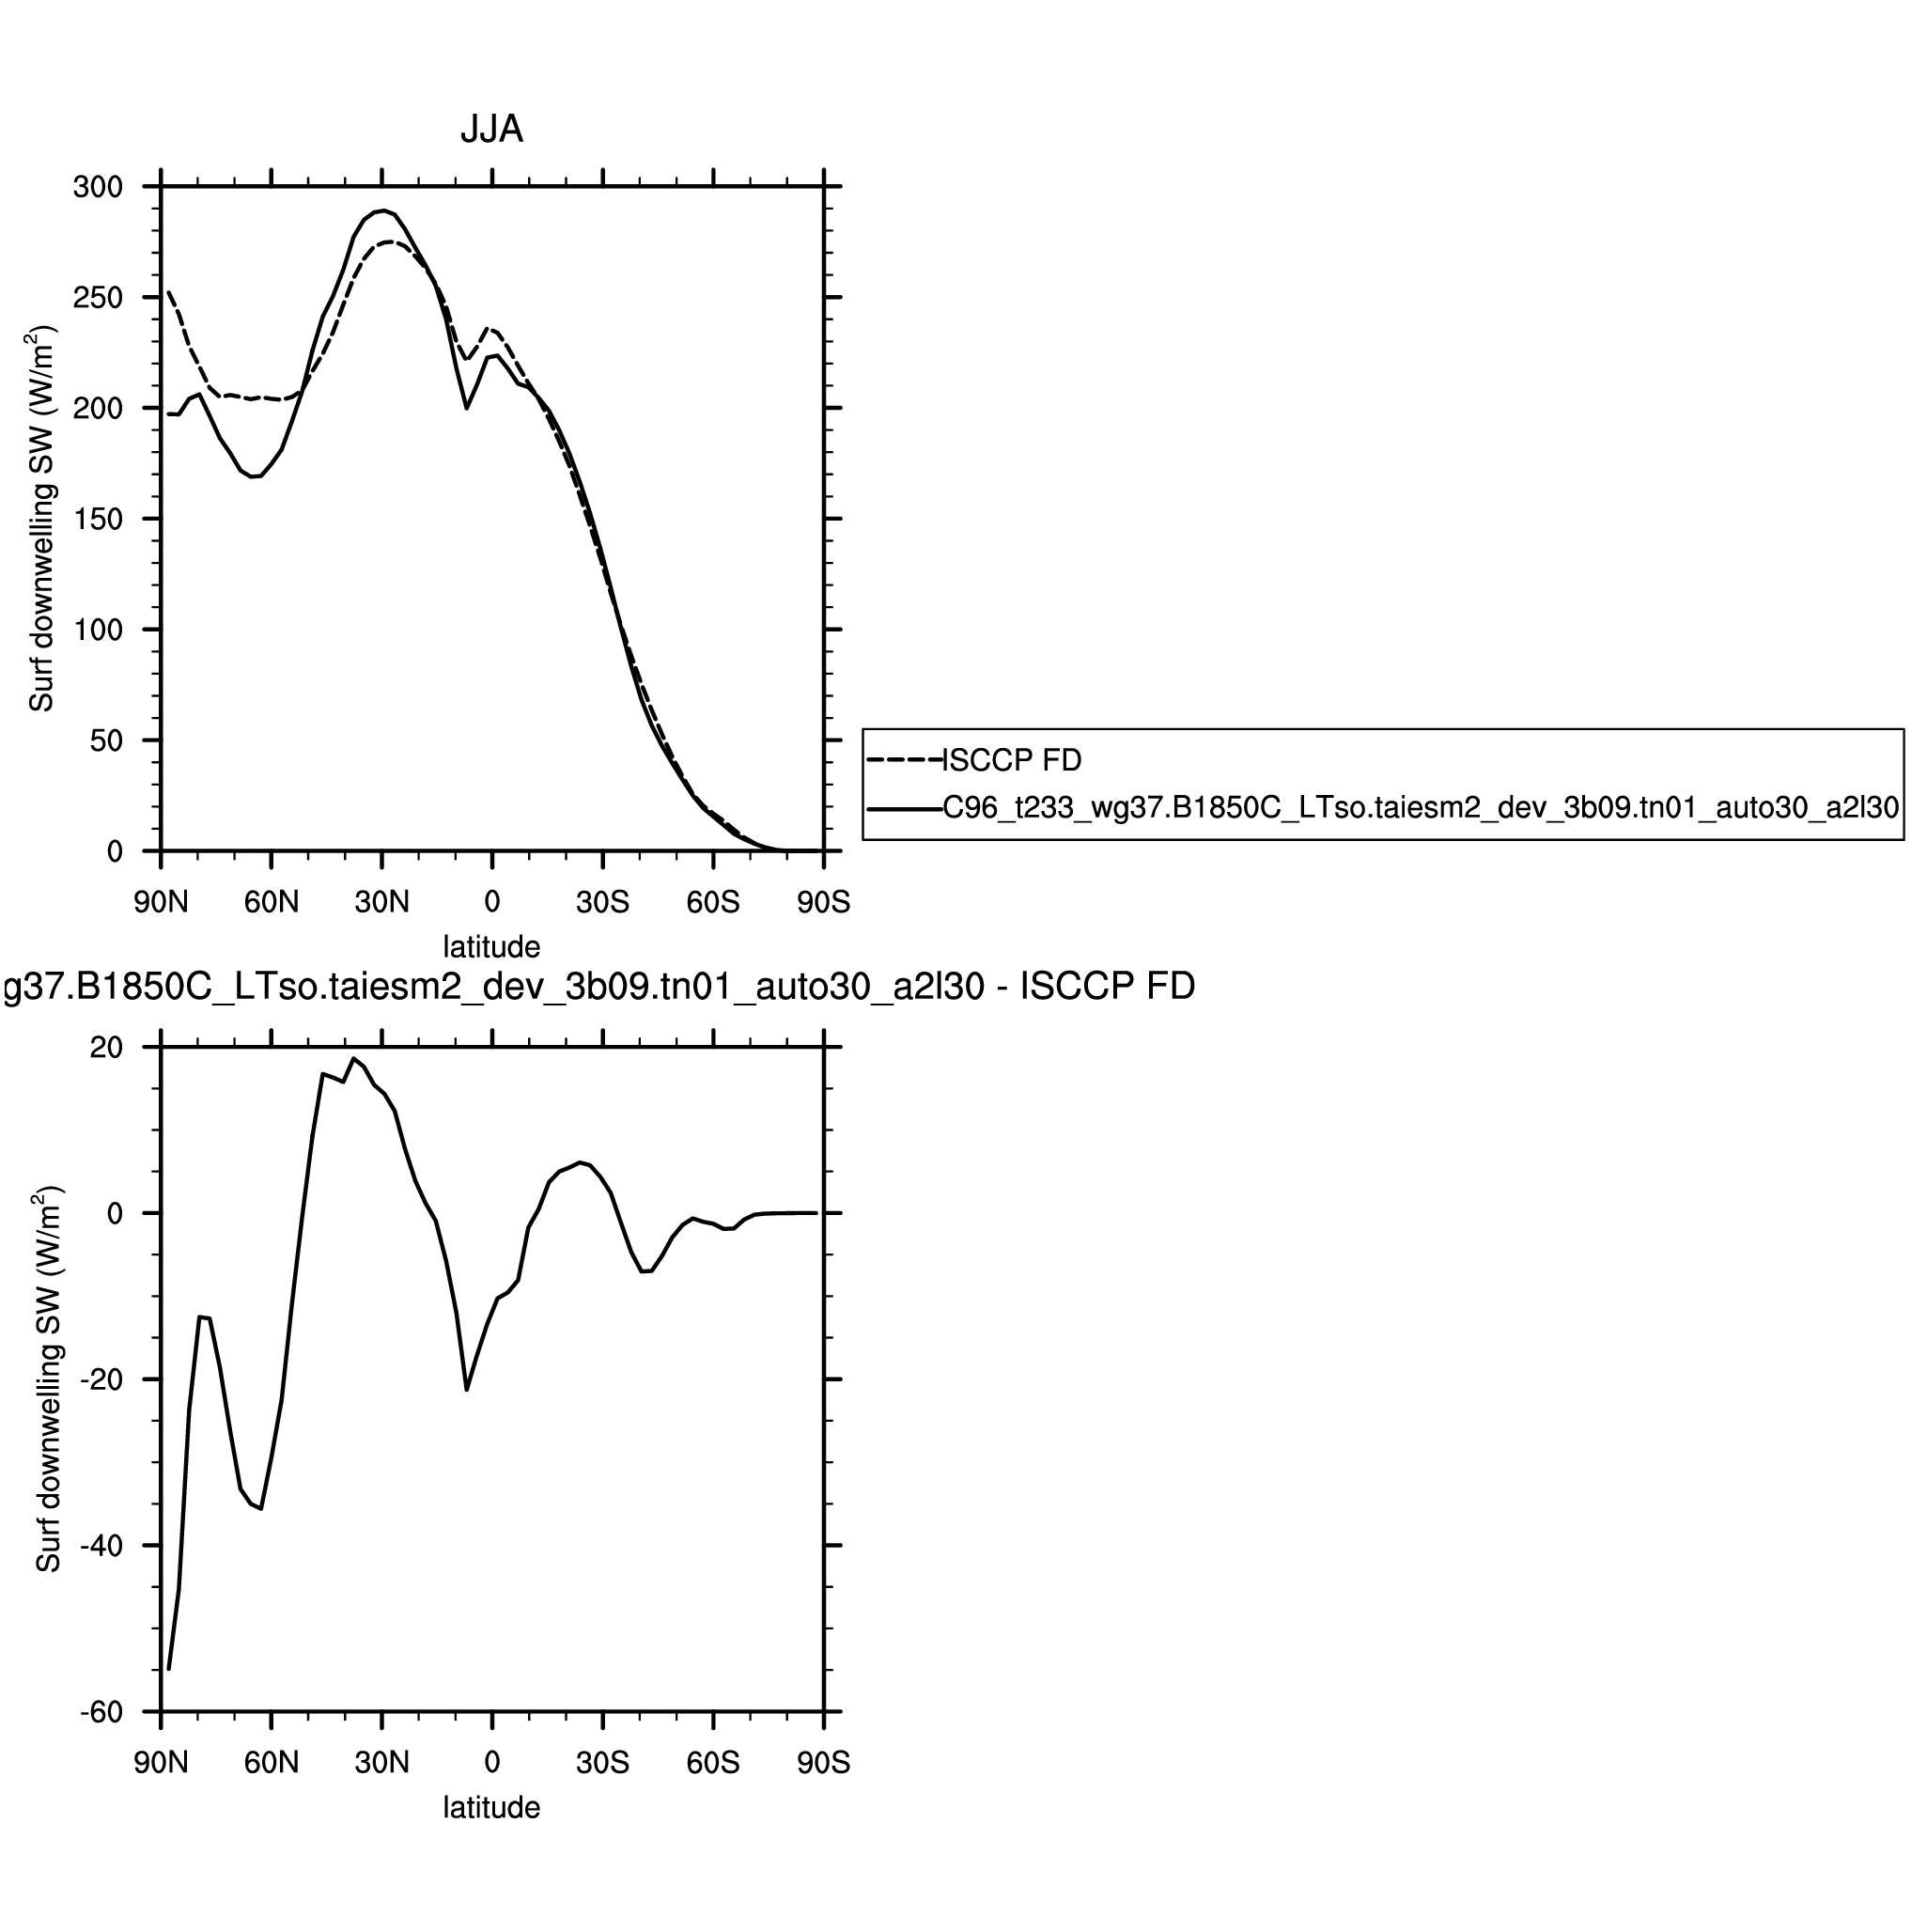 JJA
300
250
200
150
100
50
0
Surf downwelling SW (W/m²)
90N 60N 30N 0 30S 60S 90S
latitude
ISCCP FD
C96_t233_wg37.B1850C_LTso.taiesm2_dev_3b09.tn01_auto30_a2l30
g37.B1850C_LTso.taiesm2_dev_3b09.tn01_auto30_a2l30 - ISCCP FD
20
0
-20
-40
-60
Surf downwelling SW (W/m²)
90N 60N 30N 0 30S 60S 90S
latitude